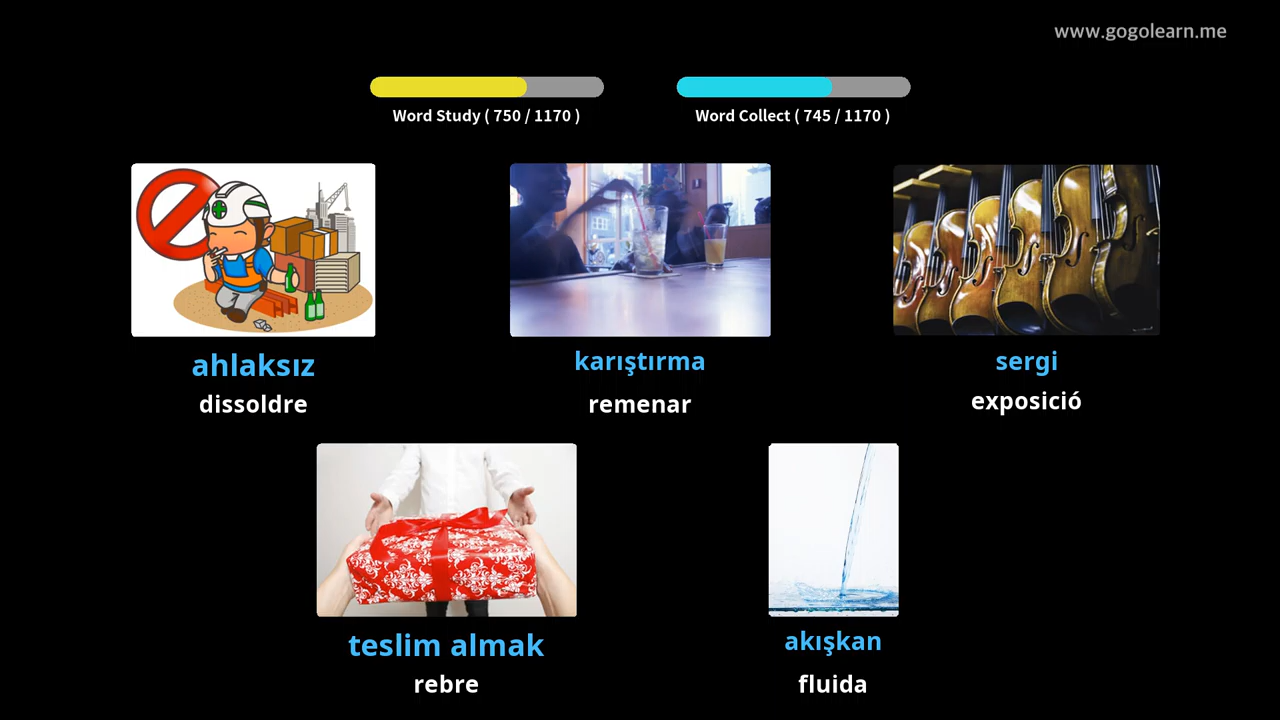 www.gogolearn.me
Word Study ( 750 / 1170 )
Word Collect ( 745 / 1170 )
ahlaksız
dissoldre
karıştırma
remenar
sergi
exposició
teslim almak
rebre
akışkan
fluida